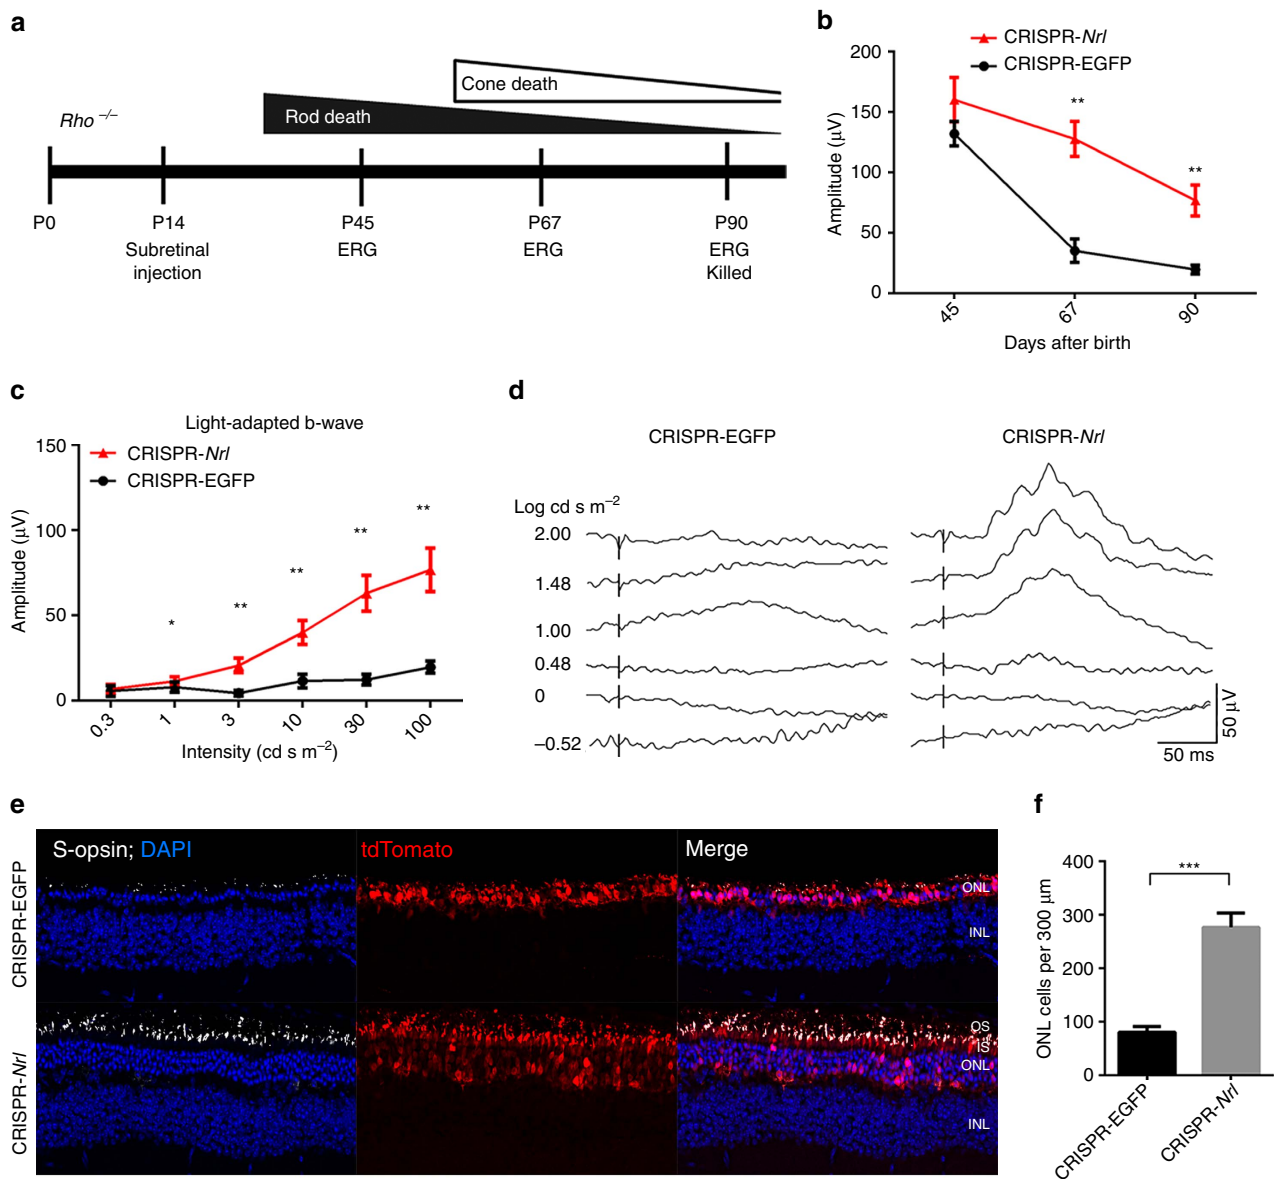 a
Rho –/–
Cone death
Rod death
P0
P14
Subretinal
injection
P45
ERG
P67
ERG
P90
ERG
Killed
b
CRISPR-Nrl
CRISPR-EGFP
200
150
100
50
0
Amplitude (µV)
**
**
45
67
90
Days after birth
c
Light-adapted b-wave
CRISPR-Nrl
CRISPR-EGFP
150
100
50
0
Amplitude (µV)
*
**
**
**
**
0.3
1
3
10
30
100
Intensity (cd s m–2)
d
CRISPR-EGFP
CRISPR-Nrl
Log cd s m–2
2.00
1.48
1.00
0.48
0
–0.52
50 µV
50 ms
e
CRISPR-EGFP
S-opsin; DAPI
tdTomato
Merge
ONL
INL
CRISPR-Nrl
OS
IS
ONL
INL
f
400
300
200
100
0
ONL cells per 300 µm
***
CRISPR-EGFP
CRISPR-Nrl